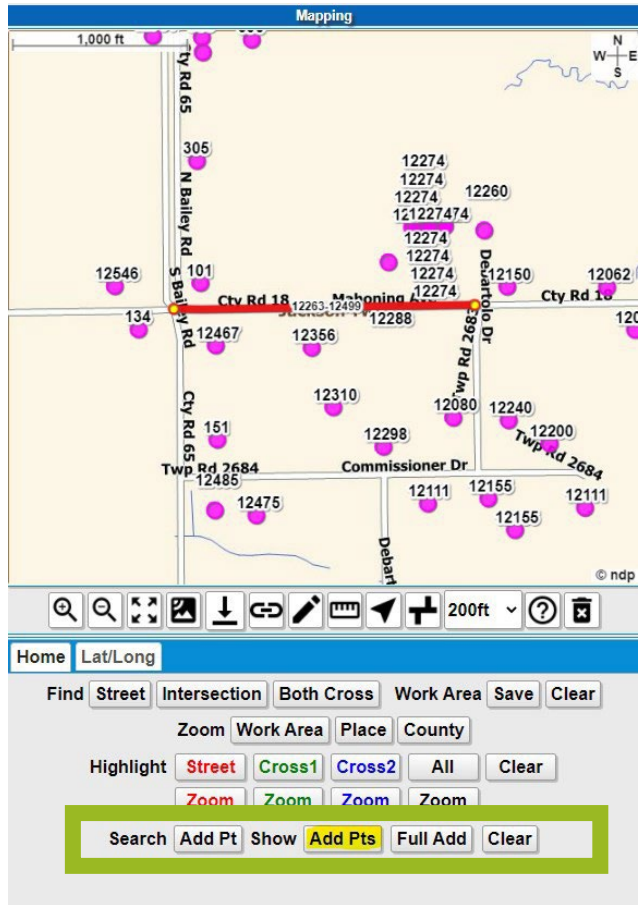 Mapping
1,000 ft
N
W E
S
Cty Rd 65
305
N Bailey Rd
12274
12274
12274
12260
12274
12274
12274
12274
12274
12546
101
S Bailey Rd
Cty Rd 18
12263-12499
Mahoning
12288
Debartolo Dr
12150
12062
Cty Rd 18
134
12467
12356
Twp Rd 2683
12310
12080
12240
151
12298
12200
Cty Rd 65
Twp Rd 2684
Twp Rd 2684
12485
Commissioner Dr
12475
12111
12155
12155
12111
Debart
© ndp
200ft
Home Lat/Long
Find Street Intersection Both Cross Work Area Save Clear
Zoom Work Area Place County
Highlight Street Cross1 Cross2 All Clear
Zoom Zoom Zoom Zoom
Search Add Pt Show Add Pts Full Add Clear